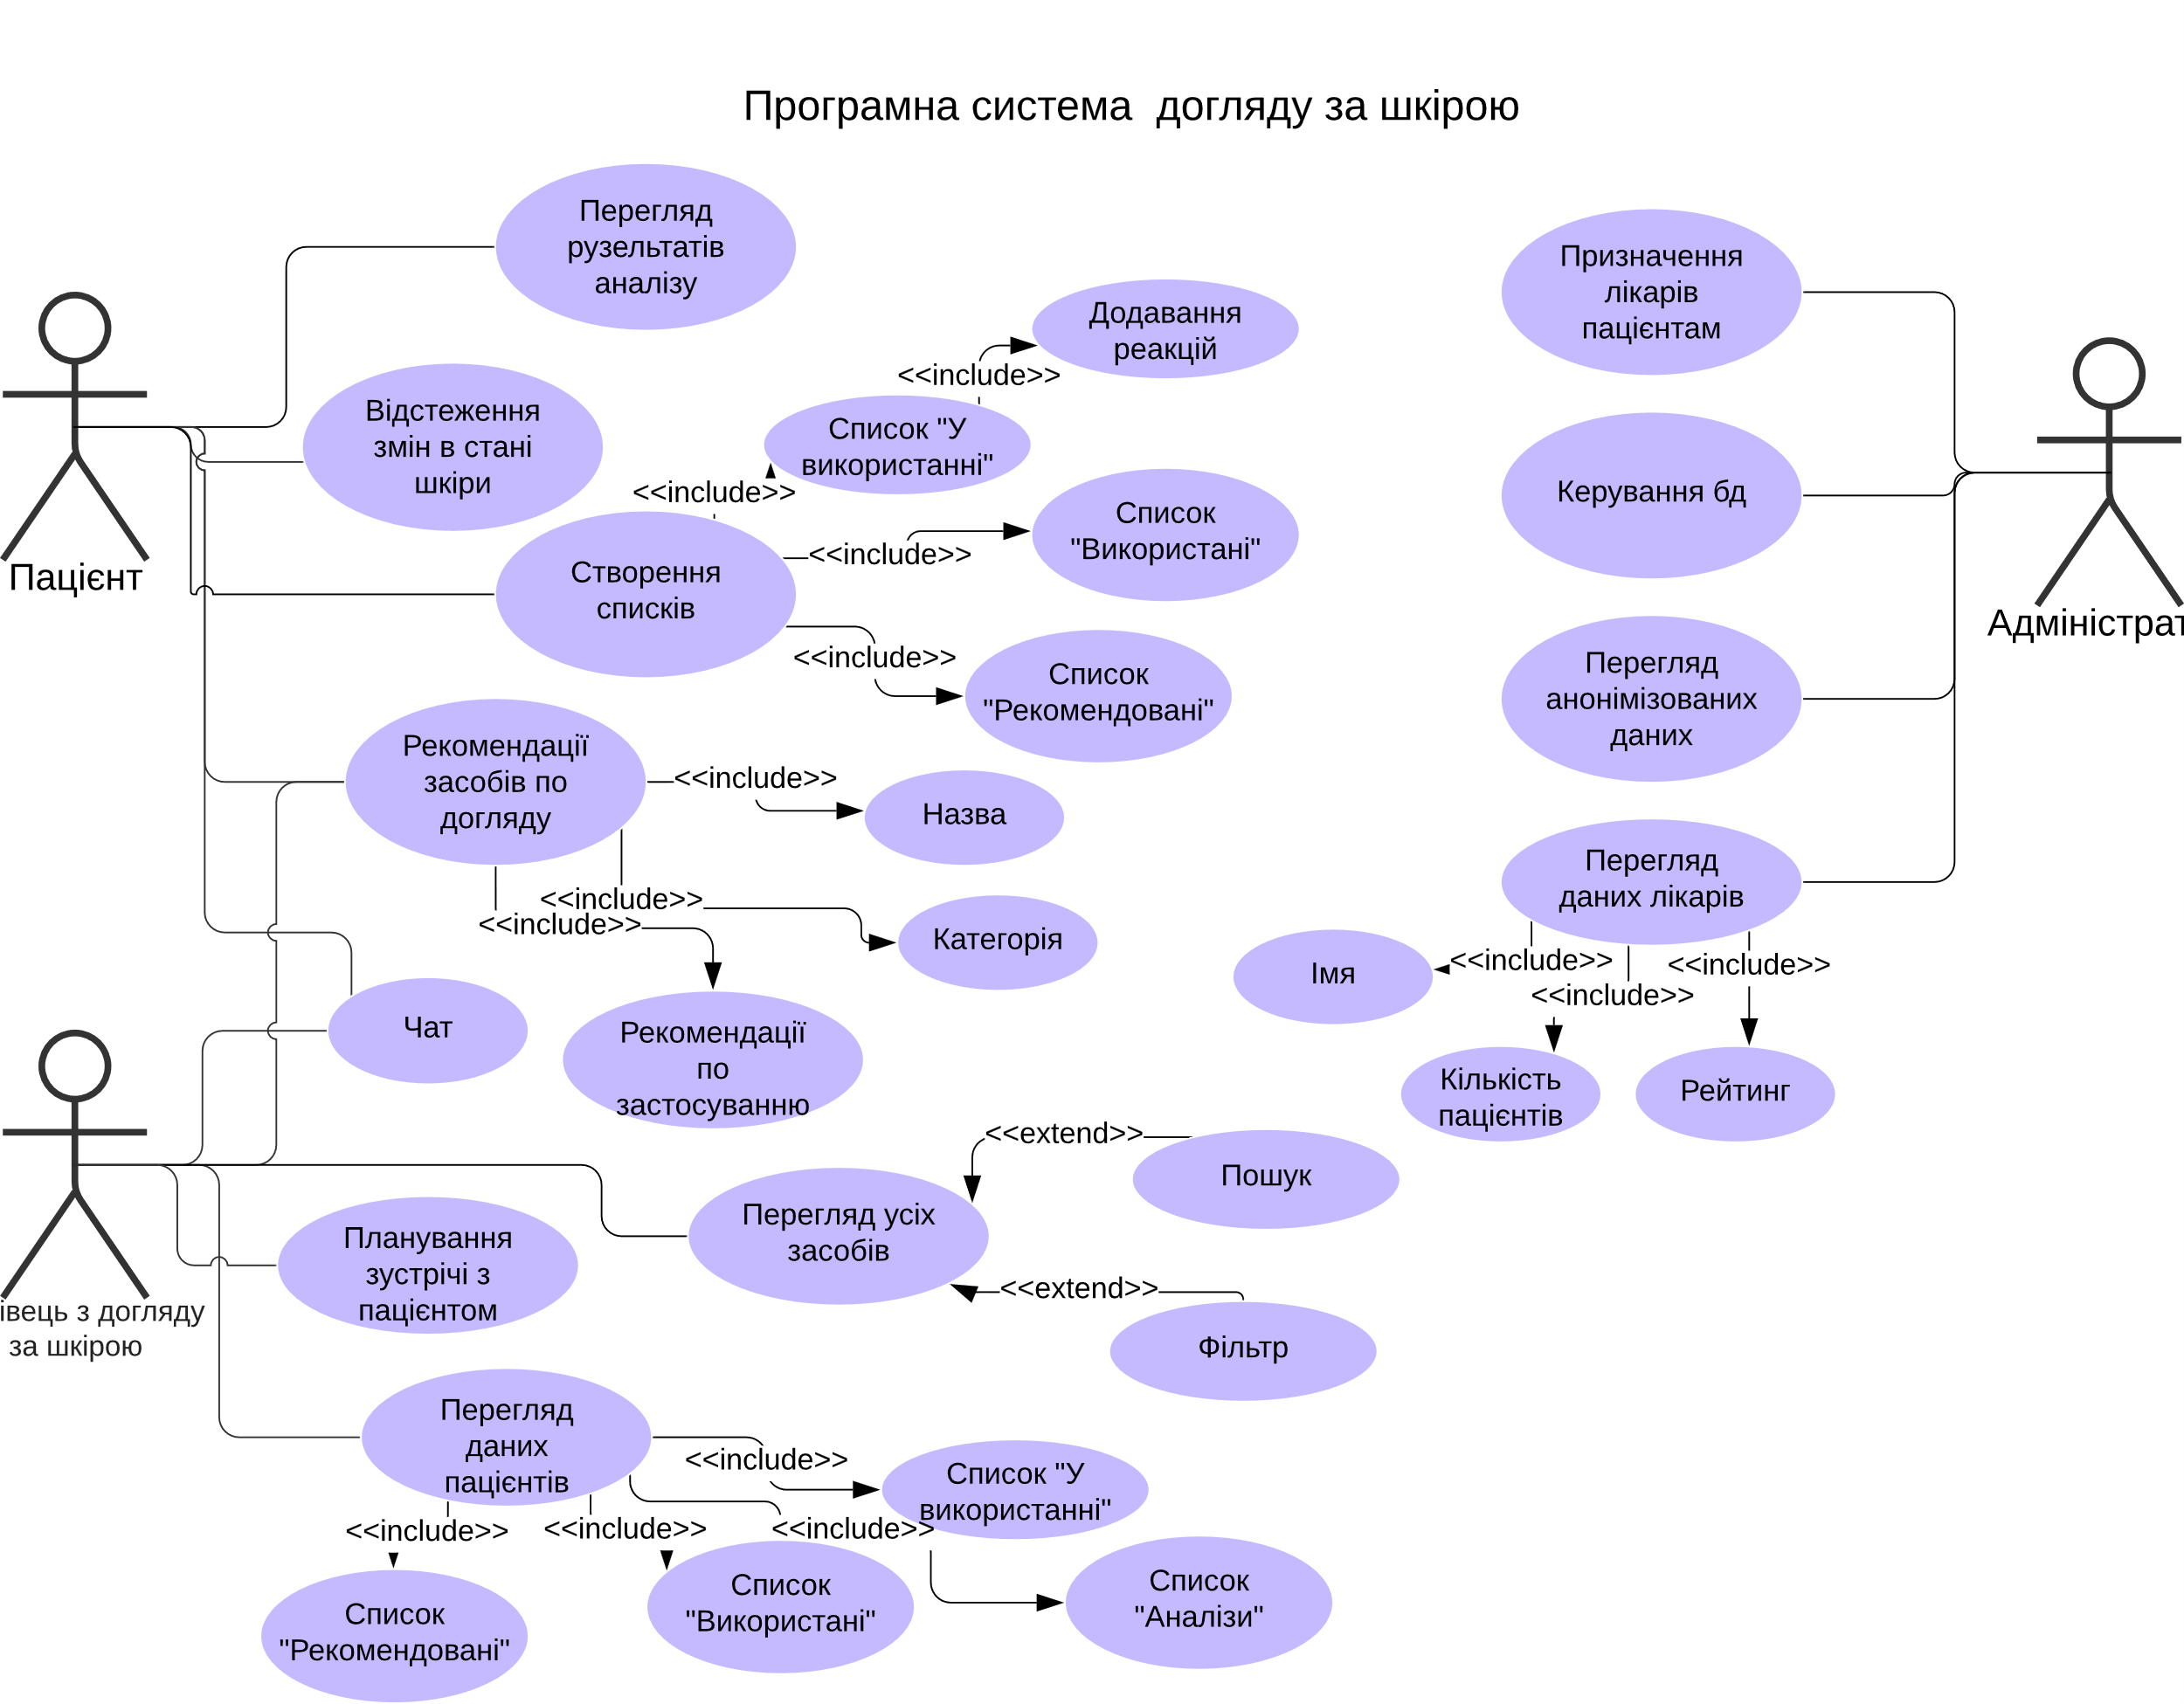 Програмна система  догляду за шкірою
Перегляд
рузельтатів
аналізу
Призначення
лікарів
пацієнтам
Додавання
реакцій
<<include>>
Відстеження
змін в стані
шкіри
Список "У
використанні"
<<include>>
Список
"Використані"
<<include>>
Керування бд
Пацієнт
Створення
списків
Адміністрат
<<include>>
Список
"Рекомендовані"
Перегляд
анонімізованих
даних
Рекомендації
засобів по
догляду
<<include>>
Назва
<<include>>
<<include>>
Категорія
Перегляд
даних лікарів
<<include>>
<<include>>
<<include>>
Імя
Чат
Рекомендації
по
застосуванню
Кількість
пацієнтів
Рейтинг
<<extend>>
Пошук
Перегляд усіх
засобів
Планування
зустрічі з
пацієнтом
<<extend>>
Фільтр
івець з догляду
за шкірою
Перегляд
даних
пацієнтів
<<include>>
Список "У
використанні"
<<include>>
<<include>>
<<include>>
Список
"Рекомендовані"
Список
"Використані"
Список
"Аналізи"